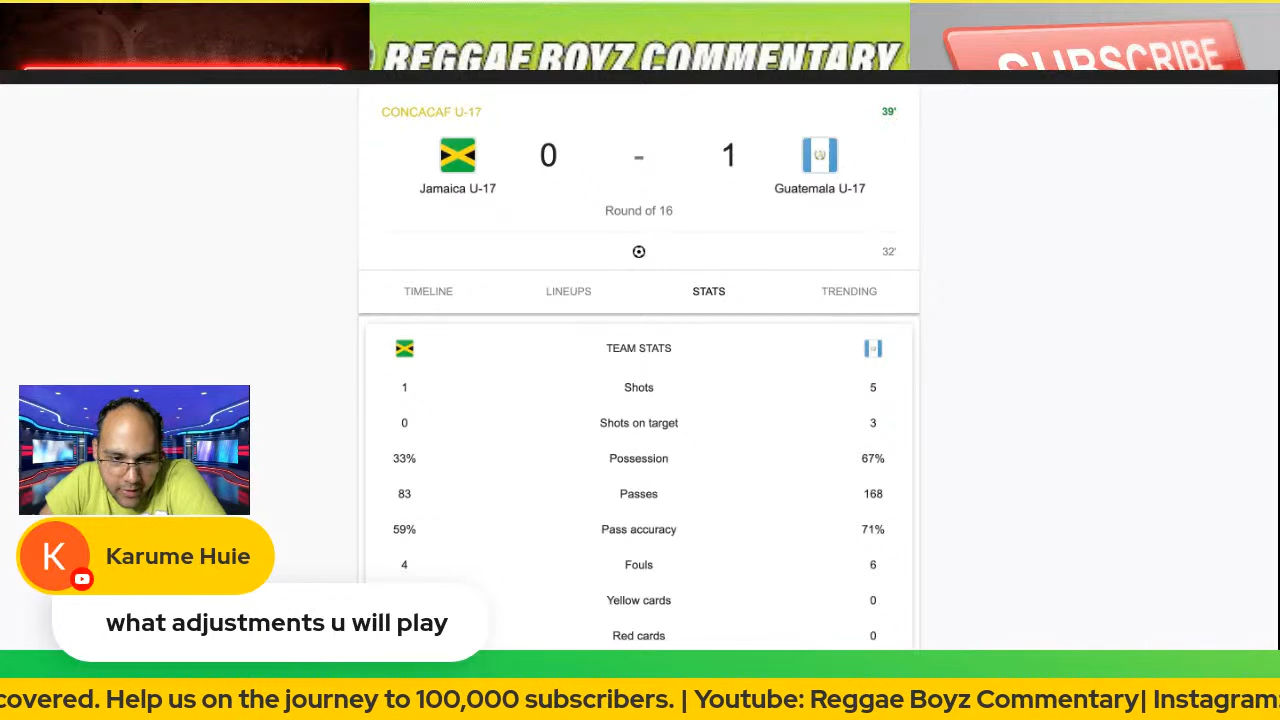 REGGAE BOYZ COMMENTARY
SUBSCRIBE
CONCACAF U-17
39'
0 - 1
Jamaica U-17
Guatemala U-17
Round of 16
32'
TIMELINE
LINEUPS
STATS
TRENDING
TEAM STATS
1 Shots 5
0 Shots on target 3
33% Possession 67%
83 Passes 168
59% Pass accuracy 71%
4 Fouls 6
Yellow cards 0
Red cards 0
K
Karume Huie
what adjustments u will play
covered. Help us on the journey to 100,000 subscribers. | Youtube: Reggae Boyz Commentary| Instagram: